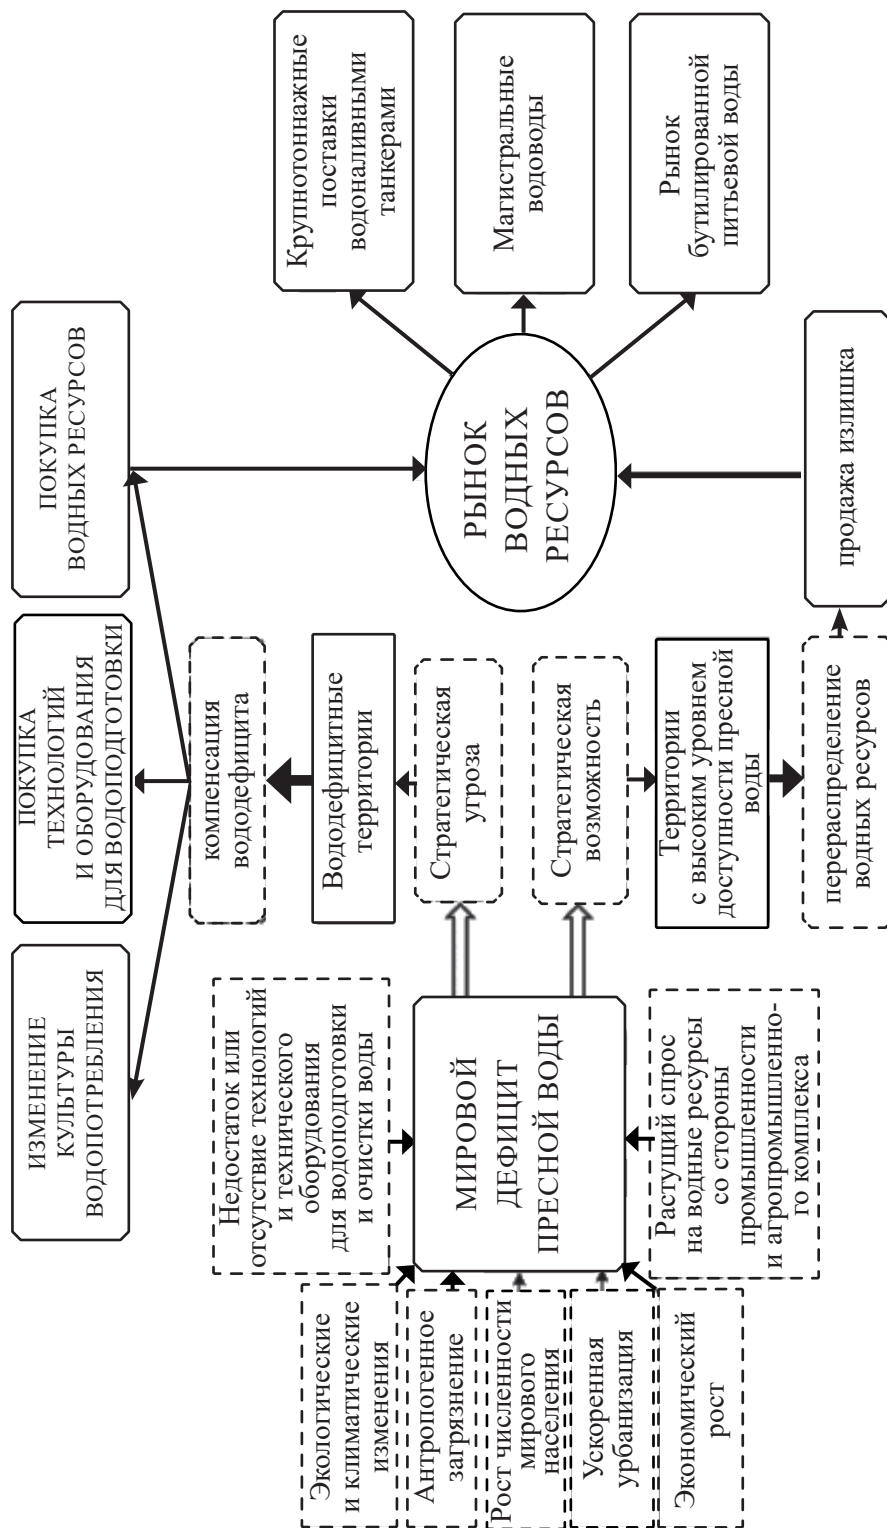 Экологические
и климатические
изменения
Антропогенное
загрязнение
Рост численности
мирового
населения
Ускоренная
урбанизация
Экономический
рост
Недостаток или
отсутствие технологий
и технического
оборудования
для водоподготовки
и очистки воды
МИРОВОЙ
ДЕФИЦИТ
ПРЕСНОЙ ВОДЫ
Растущий спрос
на водные ресурсы
со стороны
промышленности
и агропромышленно-
го комплекса
ИЗМЕНЕНИЕ
КУЛЬТУРЫ
ВОДОПОТРЕБЛЕНИЯ
ПОКУПКА
ТЕХНОЛОГИЙ
И ОБОРУДОВАНИЯ
ДЛЯ ВОДОПОДГОТОВКИ
компенсация
вододефицита
Вододефицитные
территории
Стратегическая
угроза
Стратегическая
возможность
Территории
с высоким уровнем
доступности пресной
воды
перераспределение
водных ресурсов
ПОКУПКА
ВОДНЫХ РЕСУРСОВ
РЫНОК
ВОДНЫХ
РЕСУРСОВ
продажа излишка
Крупнотоннажные
поставки
водоналивными
танкерами
Магистральные
водоводы
Рынок
бутилированной
питьевой воды